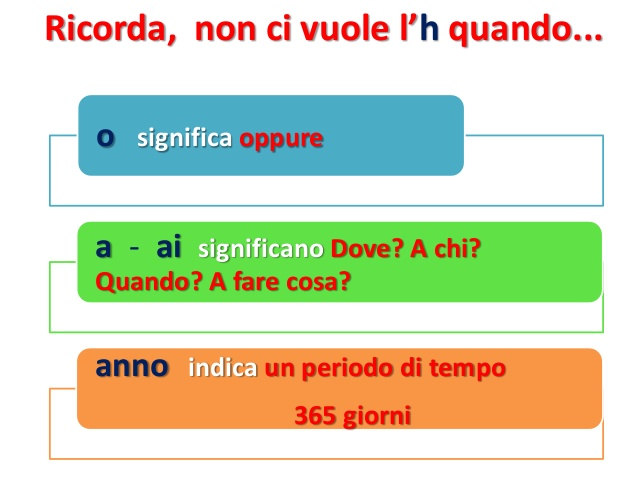 Ricorda, non ci vuole l'h quando...
o significa oppure
a - ai significano Dove? A chi?
Quando? A fare cosa?
anno indica un periodo di tempo
365 giorni